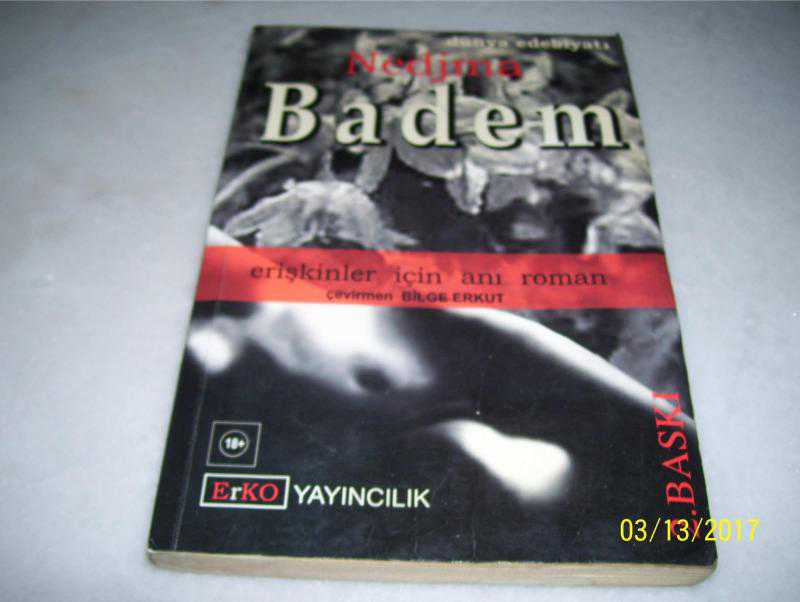 dünya edebiyatı
Nedjma
Badem
erişkinler için anı roman
çevirmen BİLGE ERKUT
18+
ErKO YAYINCILIK
.BASKI
03/13/2017